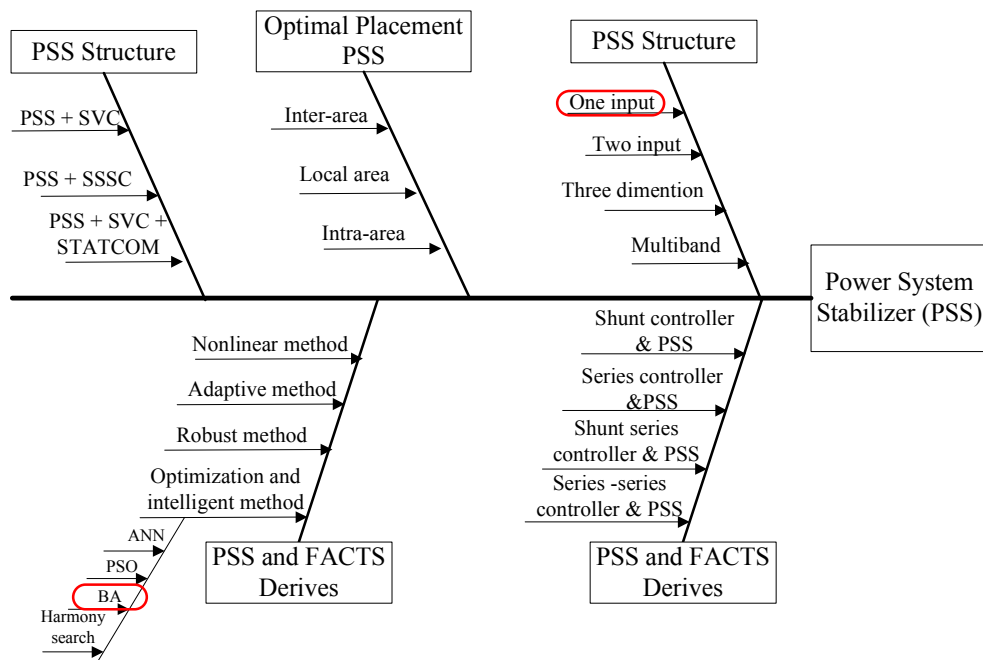 PSS Structure
Optimal Placement
PSS
PSS Structure
PSS + SVC
PSS + SSSC
PSS + SVC +
STATCOM
Inter-area
Local area
Intra-area
One input
Two input
Three dimention
Multiband
Power System
Stabilizer (PSS)
Nonlinear method
Adaptive method
Robust method
Optimization and
intelligent method
ANN
PSO
BA
Harmony
search
PSS and FACTS
Derives
Shunt controller
& PSS
Series controller
&PSS
Shunt series
controller & PSS
Series -series
controller & PSS
PSS and FACTS
Derives